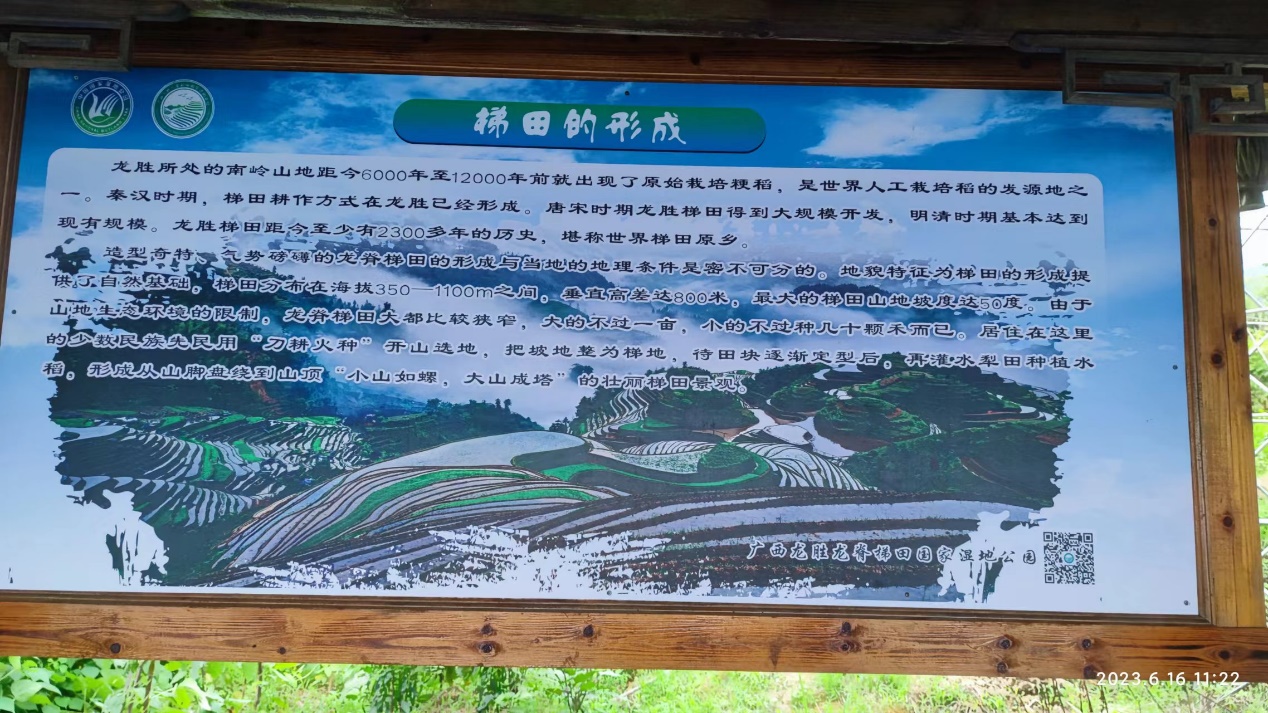 梯田的形成
龙胜所处的南岭山地距今6000年至12000年前就出现了原始栽培粳稻，是世界人工栽培稻的发源地之
一。秦汉时期，梯田耕作方式在龙胜已经形成。唐宋时期龙胜梯田得到大规模开发，明清时期基本达到
现有规模。龙胜梯田距今至少有2300多年的历史，堪称世界梯田原乡。
造型奇特、气势磅礴的龙脊梯田的形成与当地的地理条件是密不可分的。地貌特征为梯田的形成提
供了自然基础，梯田分布在海拔350—1100m之间，垂直高差达800米，最大的梯田山地坡度达50度。由于
山地生态环境的限制，龙脊梯田大都比较狭窄，大的不过一亩，小的不过种几十颗禾而已。居住在这里
的少数民族先民用“刀耕火种”开山造地，把坡地整为梯地，待田块逐渐定型后，再灌水犁田种植水
稻，形成从山脚盘绕到山顶“小山如螺，大山成塔”的壮丽梯田景观。
广西龙胜龙脊梯田国家湿地公园
2023.6.16 11:22